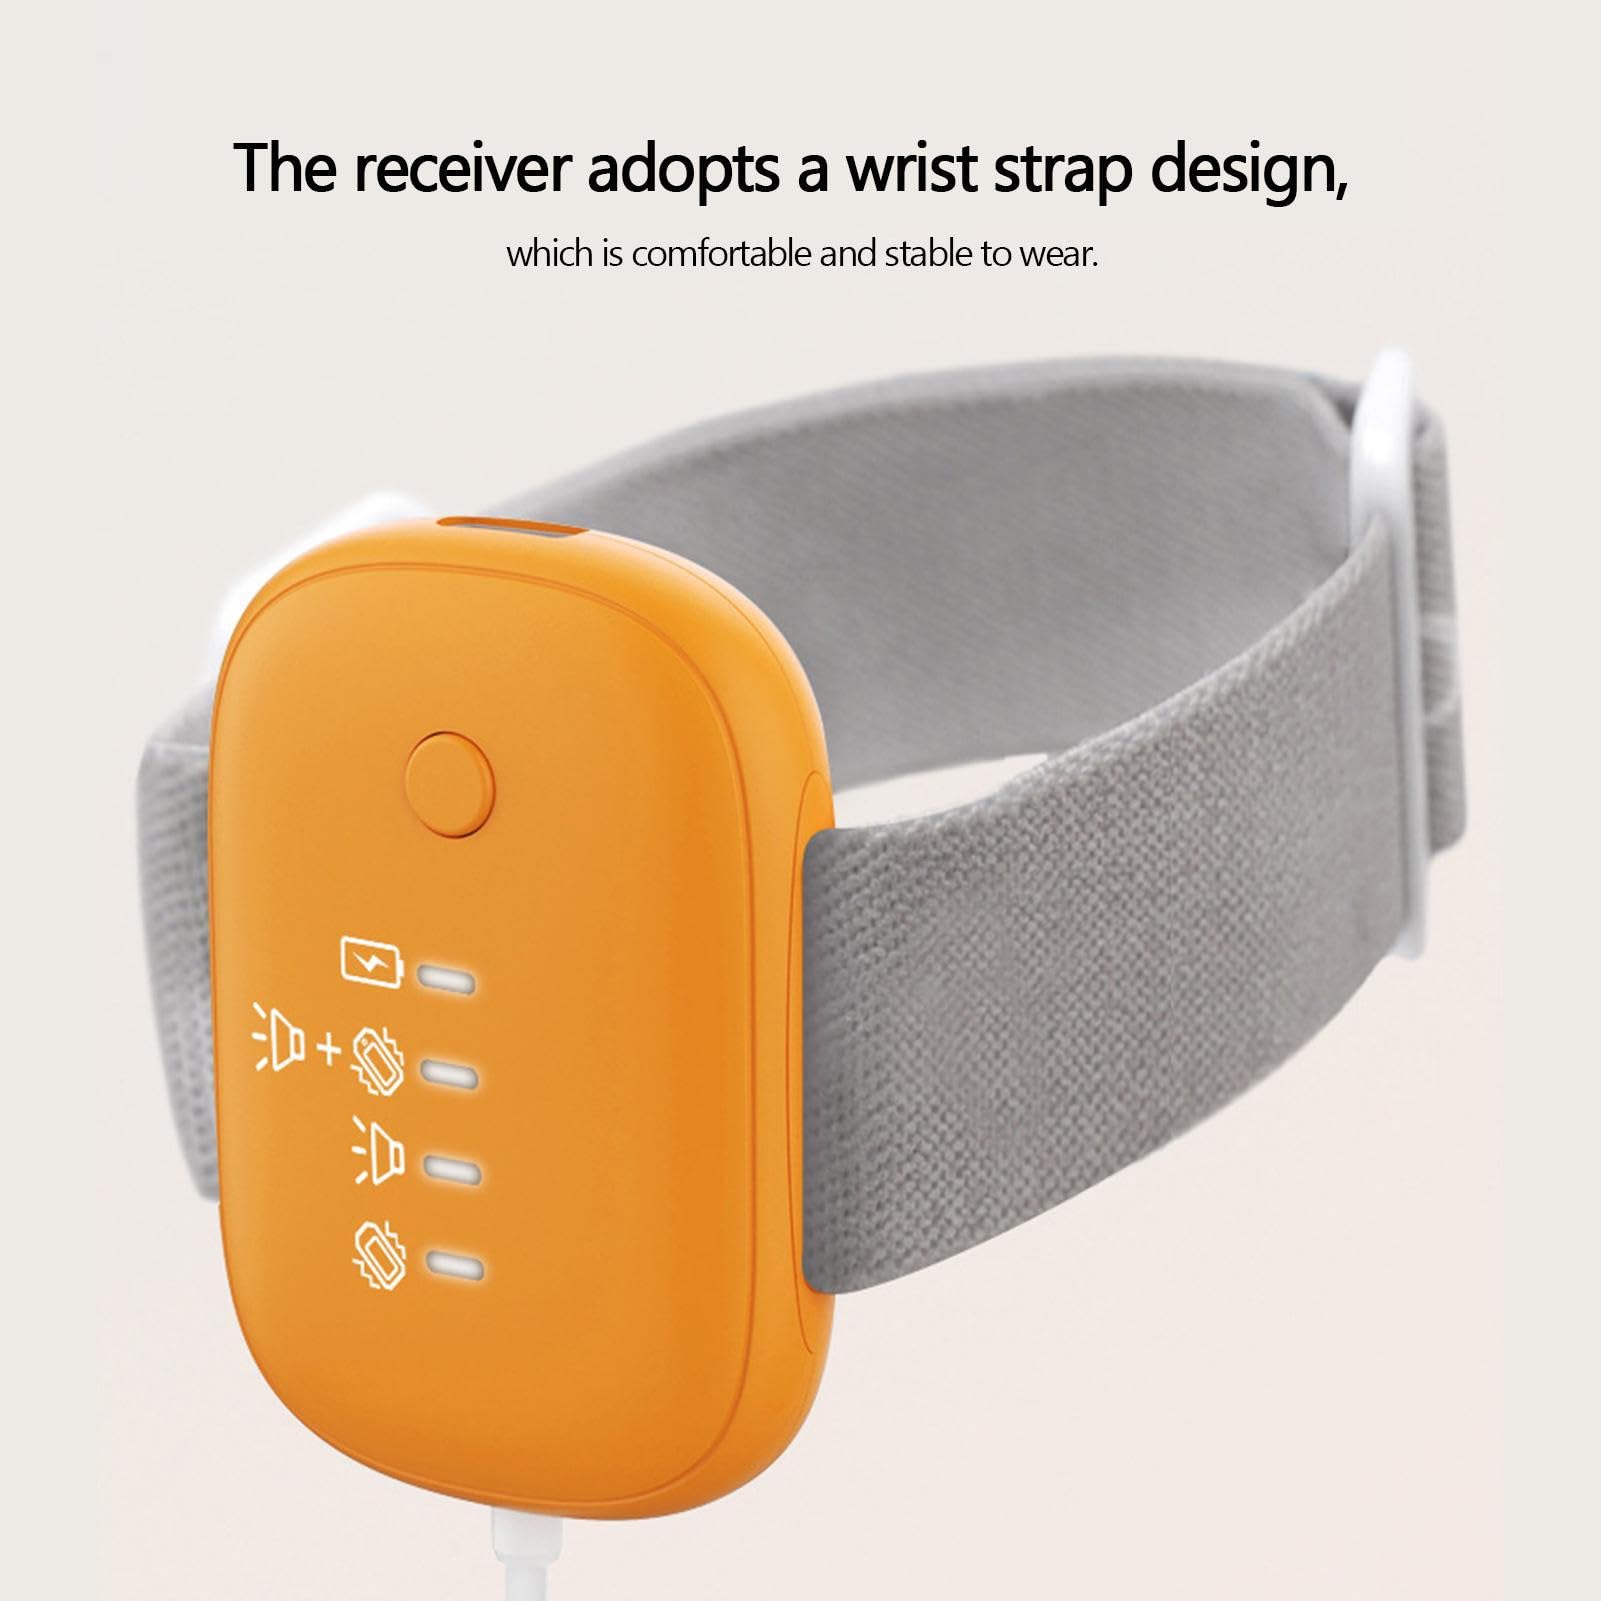 The receiver adopts a wrist strap design,
which is comfortable and stable to wear.